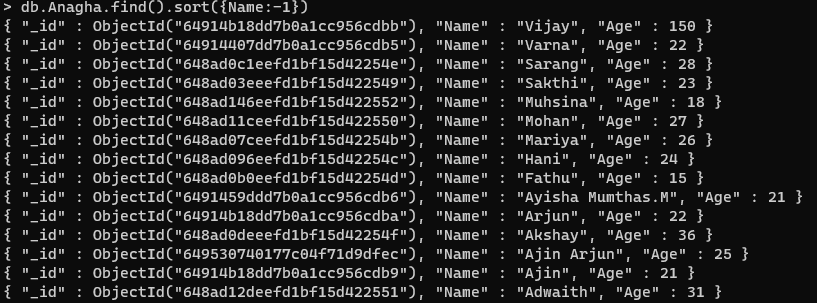 > db.Anagha.find().sort({Name:-1})
{ "_id" : ObjectId("64914b18dd7b0a1cc956cdbb"), "Name" : "Vijay", "Age" : 150 }
{ "_id" : ObjectId("64914407dd7b0a1cc956cdb5"), "Name" : "Varna", "Age" : 22 }
{ "_id" : ObjectId("648ad0c1eefd1bf15d42254e"), "Name" : "Sarang", "Age" : 28 }
{ "_id" : ObjectId("648ad03eeefd1bf15d422549"), "Name" : "Sakthi", "Age" : 23 }
{ "_id" : ObjectId("648ad146eefd1bf15d422552"), "Name" : "Muhsina", "Age" : 18 }
{ "_id" : ObjectId("648ad11ceefd1bf15d422550"), "Name" : "Mohan", "Age" : 27 }
{ "_id" : ObjectId("648ad07ceefd1bf15d42254b"), "Name" : "Mariya", "Age" : 26 }
{ "_id" : ObjectId("648ad096eefd1bf15d42254c"), "Name" : "Hani", "Age" : 24 }
{ "_id" : ObjectId("648ad0b0eefd1bf15d42254d"), "Name" : "Fathu", "Age" : 15 }
{ "_id" : ObjectId("6491459ddd7b0a1cc956cdb6"), "Name" : "Ayisha Mumthas.M", "Age" : 21 }
{ "_id" : ObjectId("64914b18dd7b0a1cc956cdba"), "Name" : "Arjun", "Age" : 22 }
{ "_id" : ObjectId("648ad0deeefd1bf15d42254f"), "Name" : "Akshay", "Age" : 36 }
{ "_id" : ObjectId("649530740177c04f71d9dfec"), "Name" : "Ajin Arjun", "Age" : 25 }
{ "_id" : ObjectId("64914b18dd7b0a1cc956cdb9"), "Name" : "Ajin", "Age" : 21 }
{ "_id" : ObjectId("648ad12deefd1bf15d422551"), "Name" : "Adwaith", "Age" : 31 }